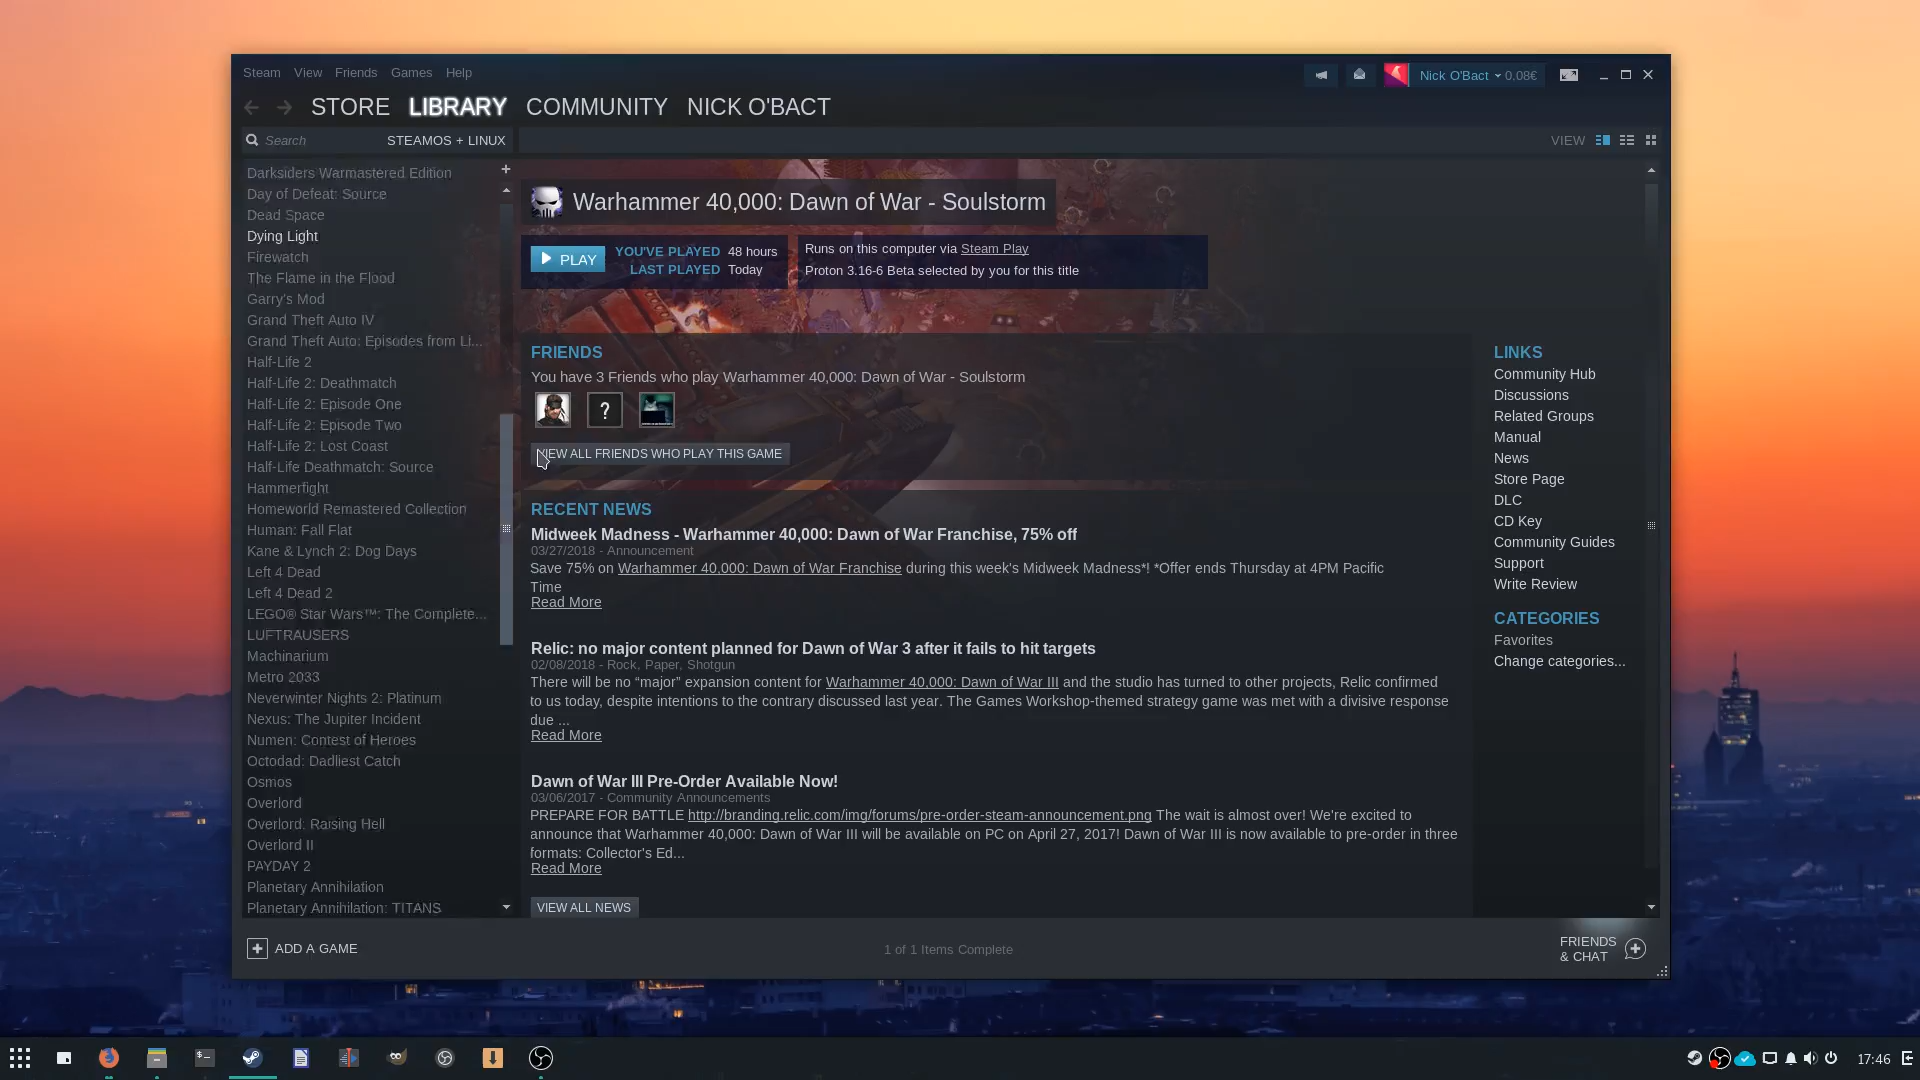 Steam View Friends Games Help
Nick O'Bact 0.08€
STORE LIBRARY COMMUNITY NICK O'BACT
Search STEAMOS + LINUX
VIEW
Darksiders Warmastered Edition
Day of Defeat: Source
Dead Space
Dying Light
Firewatch
The Flame in the Flood
Garry's Mod
Grand Theft Auto IV
Grand Theft Auto: Episodes from Li...
Half-Life 2
Half-Life 2: Deathmatch
Half-Life 2: Episode One
Half-Life 2: Episode Two
Half-Life 2: Lost Coast
Half-Life Deathmatch: Source
Hammerfight
Homeworld Remastered Collection
Human: Fall Flat
Kane & Lynch 2: Dog Days
Left 4 Dead
Left 4 Dead 2
LEGO® Star Wars™: The Complete...
LUFTRAUSERS
Machinarium
Metro 2033
Neverwinter Nights 2: Platinum
Nexus: The Jupiter Incident
Numen: Contest of Heroes
Octodad: Dadliest Catch
Osmos
Overlord
Overlord: Raising Hell
Overlord II
PAYDAY 2
Planetary Annihilation
Planetary Annihilation: TITANS
Warhammer 40,000: Dawn of War - Soulstorm
PLAY
YOU'VE PLAYED 48 hours
LAST PLAYED Today
Runs on this computer via Steam Play
Proton 3.16-6 Beta selected by you for this title
FRIENDS
You have 3 Friends who play Warhammer 40,000: Dawn of War - Soulstorm
?
VIEW ALL FRIENDS WHO PLAY THIS GAME
RECENT NEWS
Midweek Madness - Warhammer 40,000: Dawn of War Franchise, 75% off
03/27/2018 - Announcement
Save 75% on Warhammer 40,000: Dawn of War Franchise during this week's Midweek Madness*! *Offer ends Thursday at 4PM Pacific
Time
Read More
Relic: no major content planned for Dawn of War 3 after it fails to hit targets
02/08/2018 - Rock, Paper, Shotgun
There will be no “major” expansion content for Warhammer 40,000: Dawn of War III and the studio has turned to other projects, Relic confirmed
to us today, despite intentions to the contrary discussed last year. The Games Workshop-themed strategy game was met with a divisive response
due ...
Read More
Dawn of War III Pre-Order Available Now!
03/06/2017 - Community Announcements
PREPARE FOR BATTLE http://branding.relic.com/img/forums/pre-order-steam-announcement.png The wait is almost over! We're excited to
announce that Warhammer 40,000: Dawn of War III will be available on PC on April 27, 2017! Dawn of War III is now available to pre-order in three
formats: Collector's Ed...
Read More
VIEW ALL NEWS
LINKS
Community Hub
Discussions
Related Groups
Manual
News
Store Page
DLC
CD Key
Community Guides
Support
Write Review
CATEGORIES
Favorites
Change categories...
ADD A GAME
1 of 1 Items Complete
FRIENDS
& CHAT
17:46